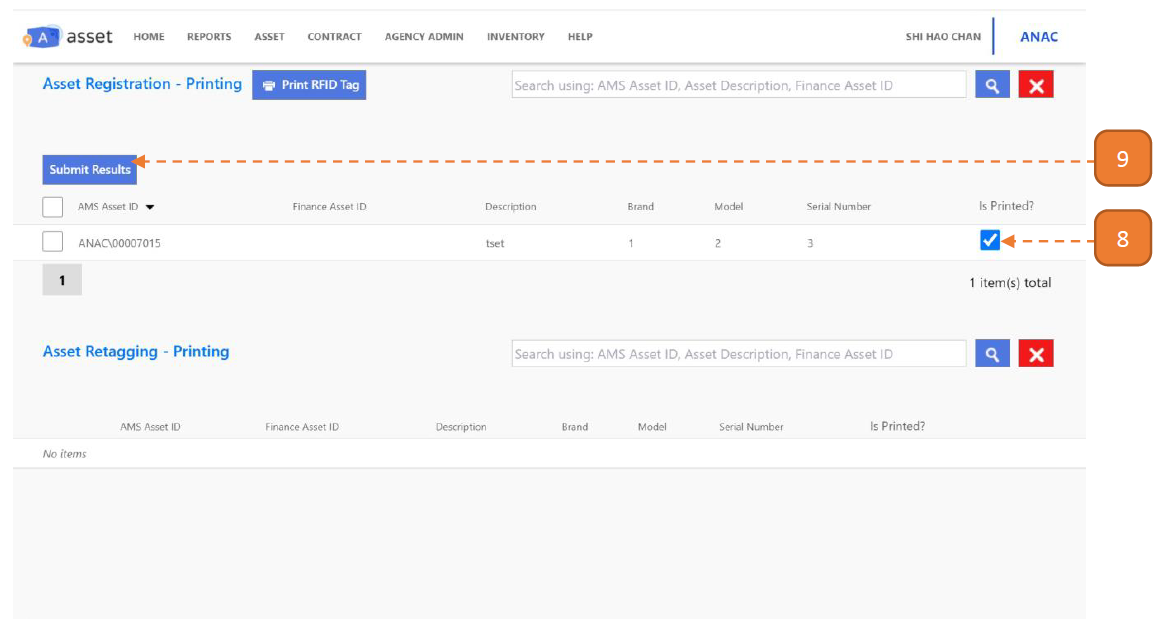 A asset HOME REPORTS ASSET CONTRACT AGENCY ADMIN INVENTORY HELP SHI HAO CHAN ANAC
Asset Registration - Printing Print RFID Tag Search using: AMS Asset ID, Asset Description, Finance Asset ID
Submit Results 9
AMS Asset ID Finance Asset ID Description Brand Model Serial Number Is Printed?
ANAC\00007015 tset 1 2 3 8
1 1 item(s) total
Asset Retagging - Printing Search using: AMS Asset ID, Asset Description, Finance Asset ID
AMS Asset ID Finance Asset ID Description Brand Model Serial Number Is Printed?
No items